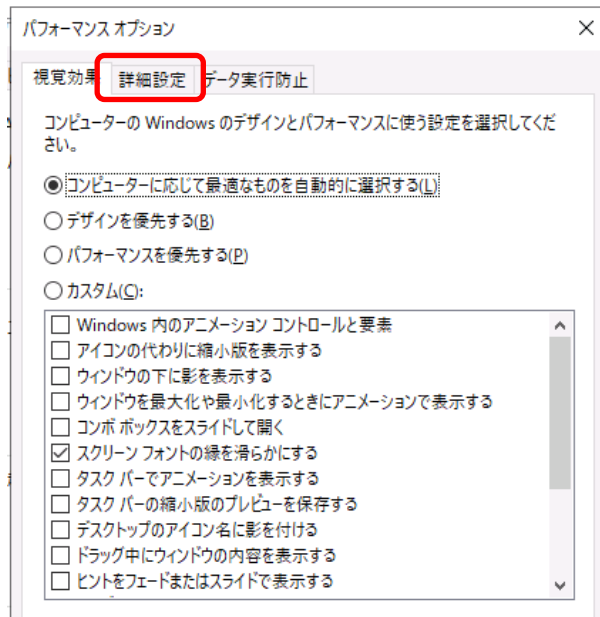 パフォーマンス オプション
視覚効果 詳細設定 データ実行防止
コンピューターの Windows のデザインとパフォーマンスに使う設定を選択してくだ
さい。
コンピューターに応じて最適なものを自動的に選択する(L)
デザインを優先する(B)
パフォーマンスを優先する(P)
カスタム(C):
Windows 内のアニメーション コントロールと要素
アイコンの代わりに縮小版を表示する
ウィンドウの下に影を表示する
ウィンドウを最大化や最小化するときにアニメーションで表示する
コンボ ボックスをスライドして開く
スクリーン フォントの縁を滑らかにする
タスク バーでアニメーションを表示する
タスク バーの縮小版のプレビューを保存する
デスクトップのアイコン名に影を付ける
ドラッグ中にウィンドウの内容を表示する
ヒントをフェードまたはスライドで表示する